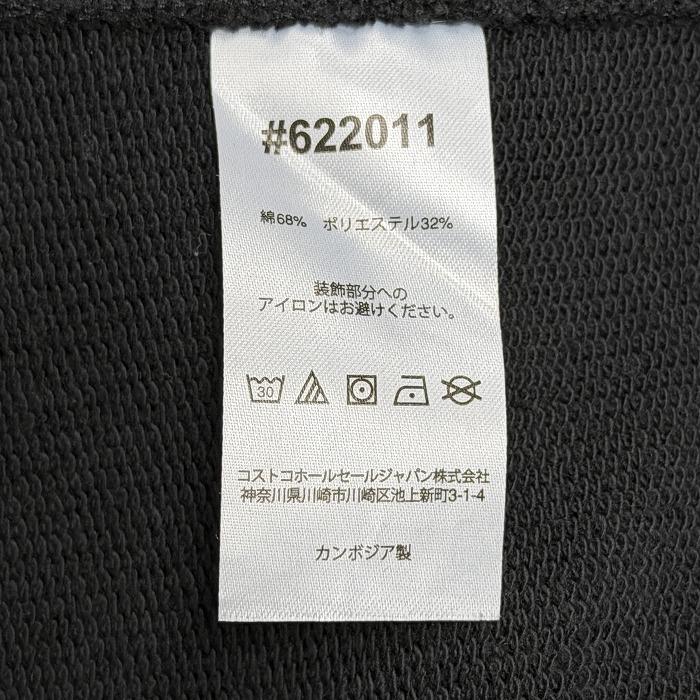 #622011
綿68% ポリエステル32%
装飾部分への
アイロンはお避けください。
30
コストコホールセールジャパン株式会社
神奈川県川崎市川崎区池上新町3-1-4
カンボジア製